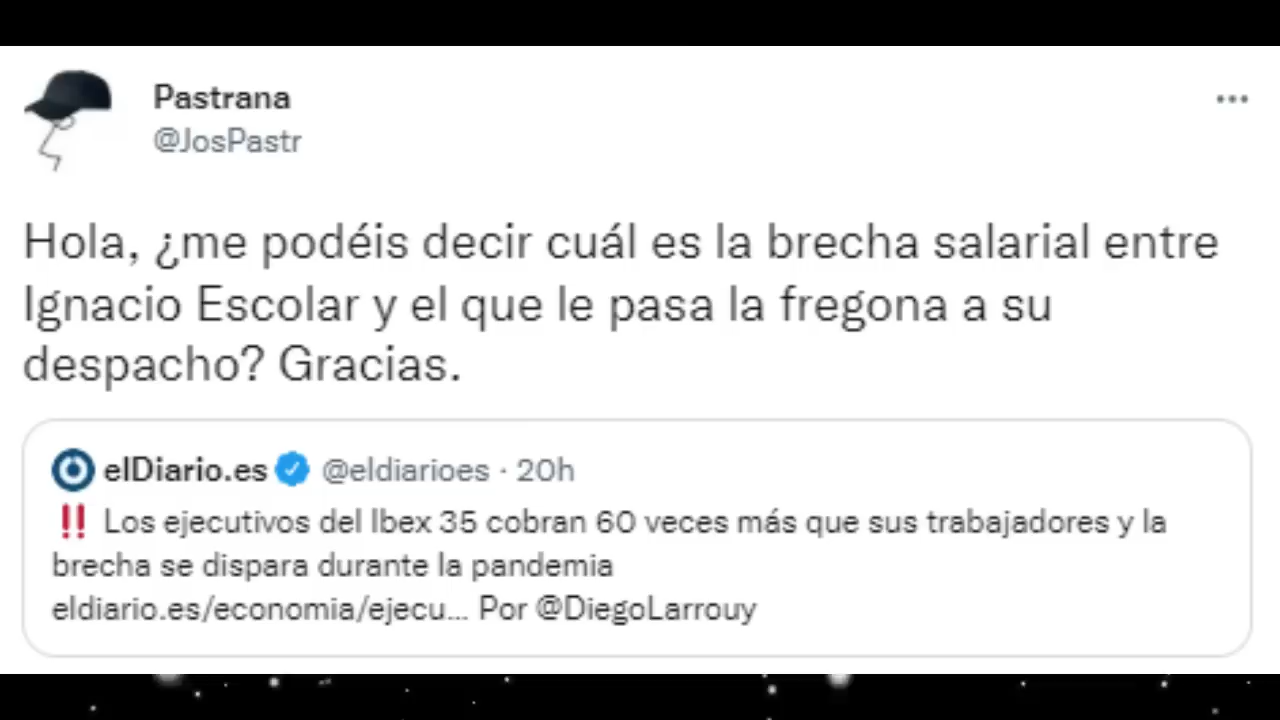 Pastrana
@JosPastr
Hola, ¿me podéis decir cuál es la brecha salarial entre
Ignacio Escolar y el que le pasa la fregona a su
despacho? Gracias.
elDiario.es @eldiarioes · 20h
‼️ Los ejecutivos del Ibex 35 cobran 60 veces más que sus trabajadores y la
brecha se dispara durante la pandemia
eldiario.es/economia/ejecu... Por @DiegoLarrouy